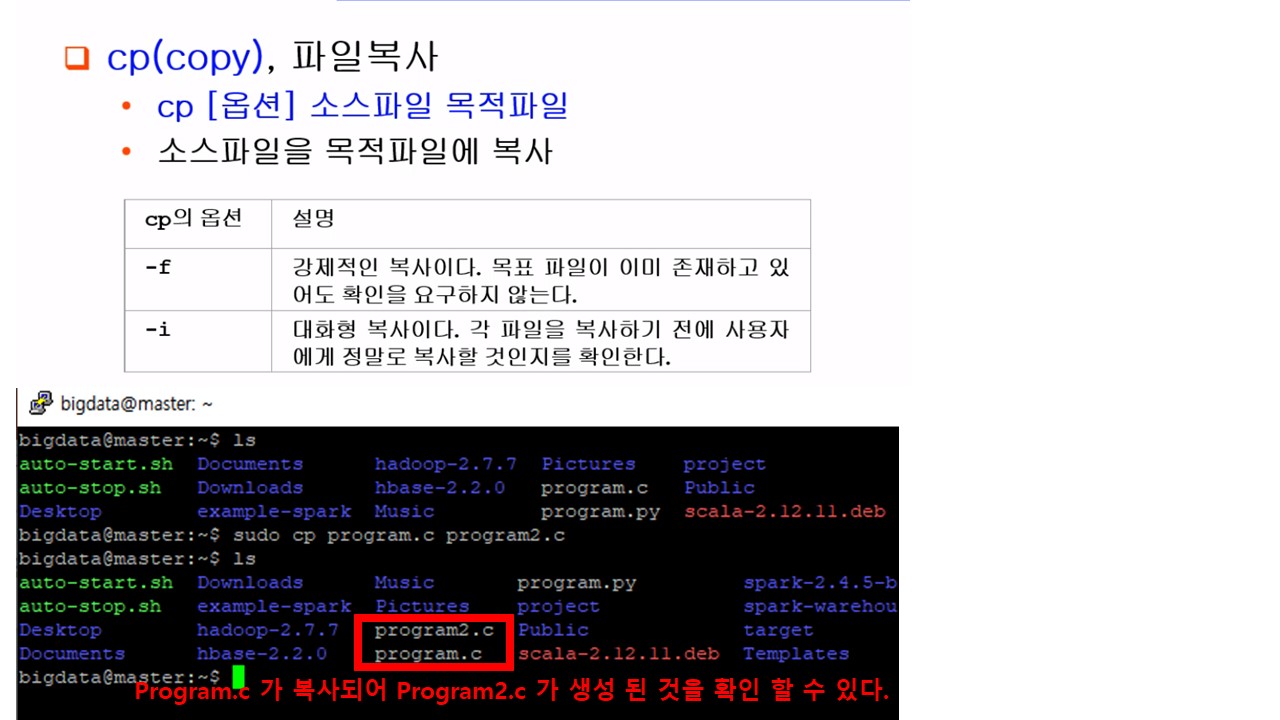 cp(copy), 파일복사
cp [옵션] 소스파일 목적파일
소스파일을 목적파일에 복사
cp의 옵션 설명
-f 강제적인 복사이다. 목표 파일이 이미 존재하고 있
어도 확인을 요구하지 않는다.
-i 대화형 복사이다. 각 파일을 복사하기 전에 사용자
에게 정말로 복사할 것인지를 확인한다.
bigdata@master: ~
bigdata@master:~$ ls
auto-start.sh Documents hadoop-2.7.7 Pictures project
auto-stop.sh Downloads hbase-2.2.0 program.c Public
Desktop example-spark Music program.py scala-2.12.11.deb
bigdata@master:~$ sudo cp program.c program2.c
bigdata@master:~$ ls
auto-start.sh Downloads Music program.py spark-2.4.5-b
auto-stop.sh example-spark Pictures project spark-warehou
Desktop hadoop-2.7.7 program2.c Public target
Documents hbase-2.2.0 program.c scala-2.12.11.deb Templates
bigdata@master:~$
Program.c 가 복사되어 Program2.c 가 생성 된 것을 확인 할 수 있다.